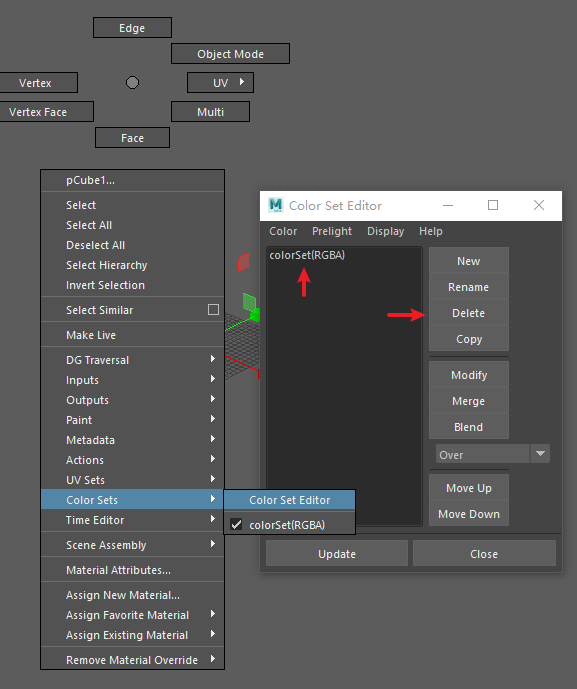 Edge
Object Mode
Vertex
UV
Vertex Face
Multi
Face
pCube1...
Select
Select All
Deselect All
Select Hierarchy
Invert Selection
Select Similar
Make Live
DG Traversal
Inputs
Outputs
Paint
Metadata
Actions
UV Sets
Color Sets
Time Editor
Scene Assembly
Material Attributes...
Assign New Material...
Assign Favorite Material
Assign Existing Material
Remove Material Override
Color Set Editor
colorSet(RGBA)
M Color Set Editor
Color Prelight Display Help
colorSet(RGBA)
New
Rename
Delete
Copy
Modify
Merge
Blend
Over
Move Up
Move Down
Update
Close